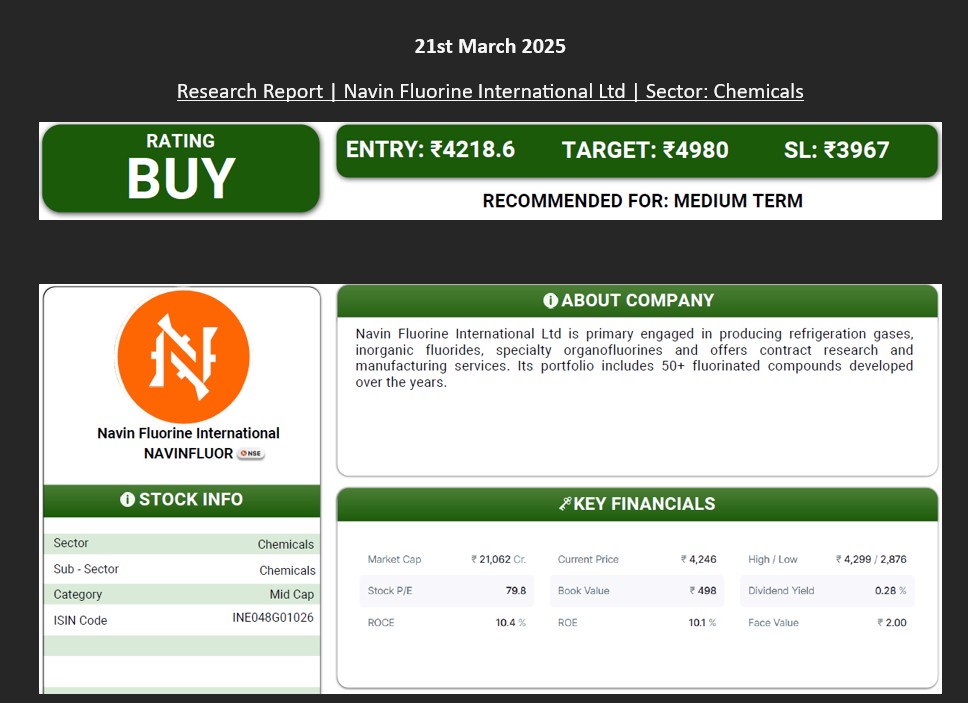 21st March 2025
Research Report | Navin Fluorine International Ltd | Sector: Chemicals
RATING
BUY
ENTRY: ₹4218.6 TARGET: ₹4980 SL: ₹3967
RECOMMENDED FOR: MEDIUM TERM
Navin Fluorine International
NAVINFLUOR NSE
STOCK INFO
Sector Chemicals
Sub - Sector Chemicals
Category Mid Cap
ISIN Code INE048G01026
ABOUT COMPANY
Navin Fluorine International Ltd is primary engaged in producing refrigeration gases,
inorganic fluorides, specialty organofluorines and offers contract research and
manufacturing services. Its portfolio includes 50+ fluorinated compounds developed
over the years.
KEY FINANCIALS
Market Cap ₹ 21,062 Cr. Current Price ₹ 4,246 High / Low ₹ 4,299 / 2,876
Stock P/E 79.8 Book Value ₹ 498 Dividend Yield 0.28 %
ROCE 10.4 % ROE 10.1 % Face Value ₹ 2.00